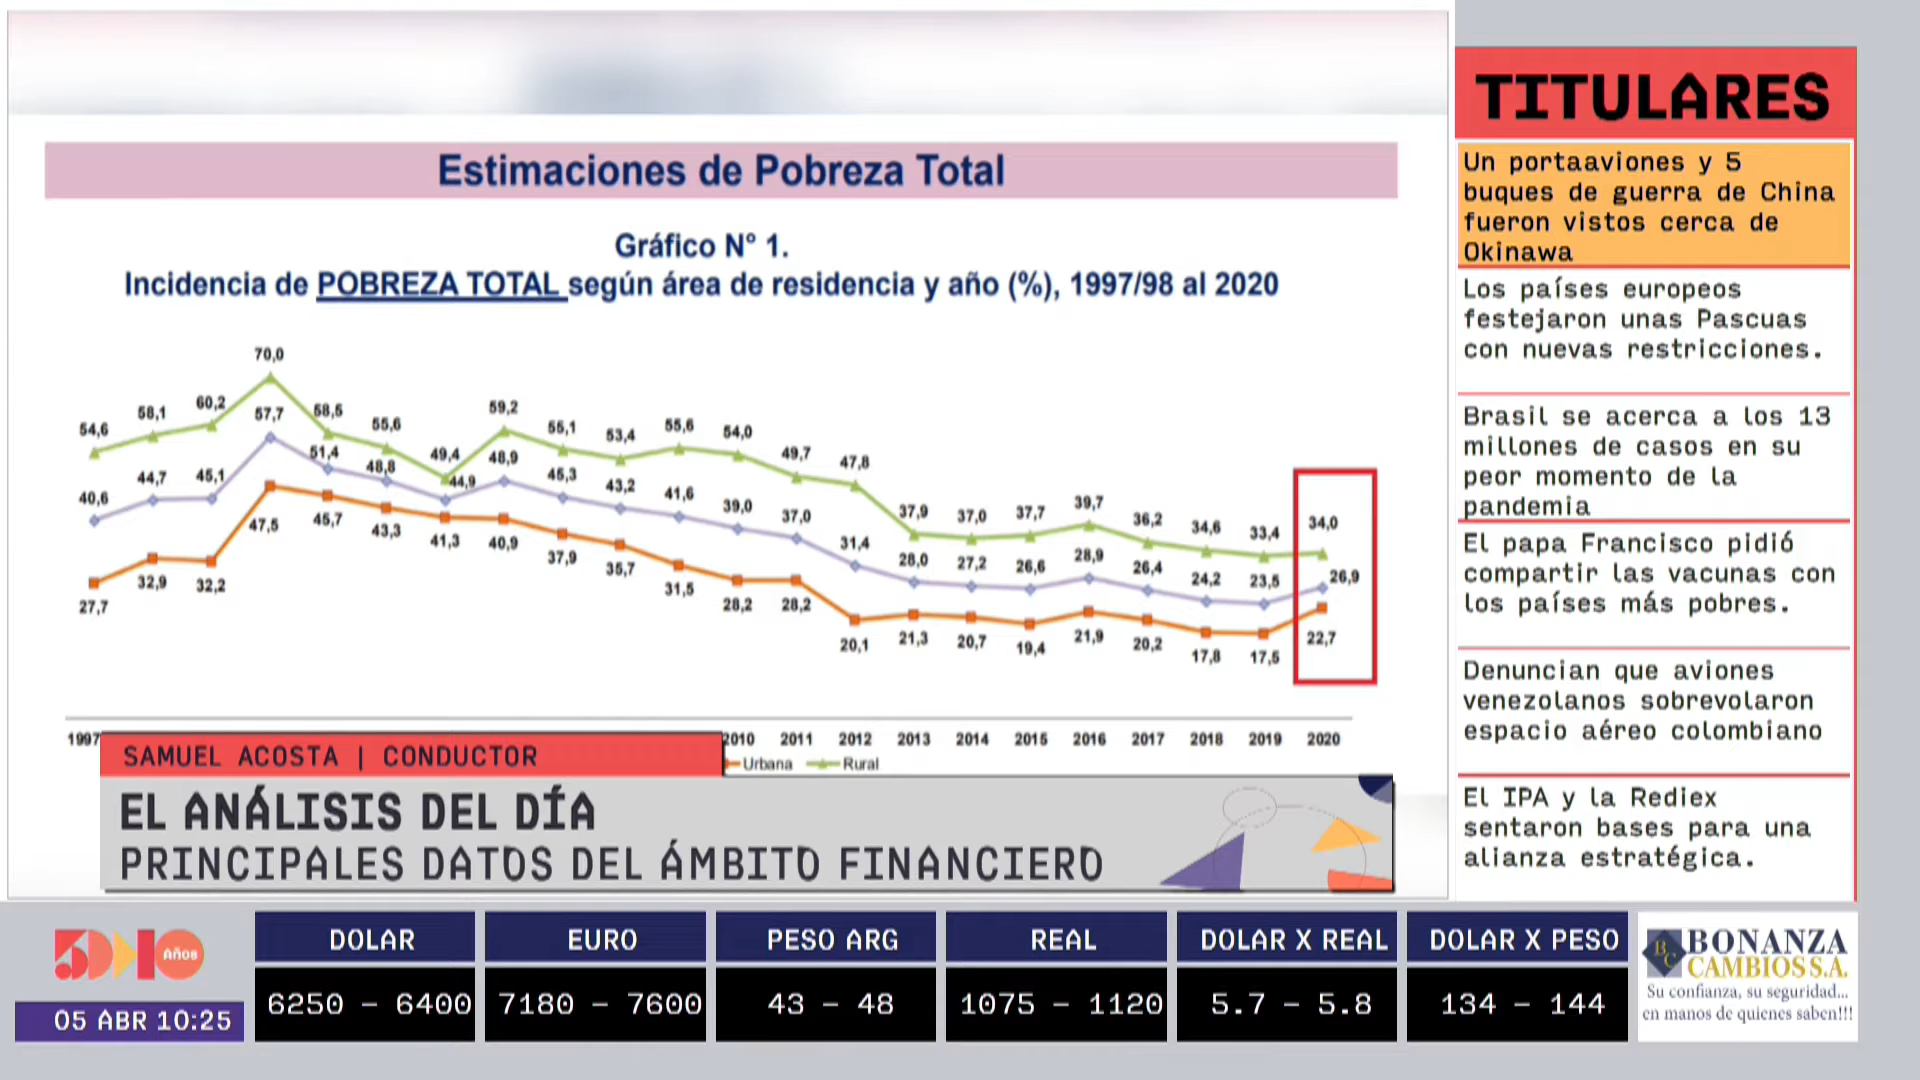 Estimaciones de Pobreza Total
Gráfico N° 1.
Incidencia de POBREZA TOTAL según área de residencia y año (%), 1997/98 al 2020
54,6 58,1 60,2 70,0 58,5 55,6 49,4 59,2 55,1 53,4 55,6 54,0 49,7 47,8 37,9 37,0 37,7 39,7 36,2 34,6 33,4 34,0
40,6 44,7 45,1 57,7 51,4 48,8 44,9 48,9 45,3 43,2 41,6 39,0 37,0 31,4 28,0 27,2 26,6 28,9 26,4 24,2 23,5 26,9
27,7 32,9 32,2 47,5 45,7 43,3 41,3 40,9 37,9 35,7 31,5 28,2 28,2 20,1 21,3 20,7 19,4 21,9 20,2 17,8 17,5 22,7
1997 2010 2011 2012 2013 2014 2015 2016 2017 2018 2019 2020
Urbana Rural
SAMUEL ACOSTA | CONDUCTOR
EL ANÁLISIS DEL DÍA
PRINCIPALES DATOS DEL ÁMBITO FINANCIERO
TITULARES
Un portaaviones y 5
buques de guerra de China
fueron vistos cerca de
Okinawa
Los países europeos
festejaron unas Pascuas
con nuevas restricciones.
Brasil se acerca a los 13
millones de casos en su
peor momento de la
pandemia
El papa Francisco pidió
compartir las vacunas con
los países más pobres.
Denuncian que aviones
venezolanos sobrevolaron
espacio aéreo colombiano
El IPA y la Rediex
sentaron bases para una
alianza estratégica.
5DÍAS 10 Años
05 ABR 10:25
DOLAR EURO PESO ARG REAL DOLAR X REAL DOLAR X PESO
6250 - 6400 7180 - 7600 43 - 48 1075 - 1120 5.7 - 5.8 134 - 144
BC BONANZA
CAMBIOS S.A.
Su confianza, su seguridad...
en manos de quienes saben!!!